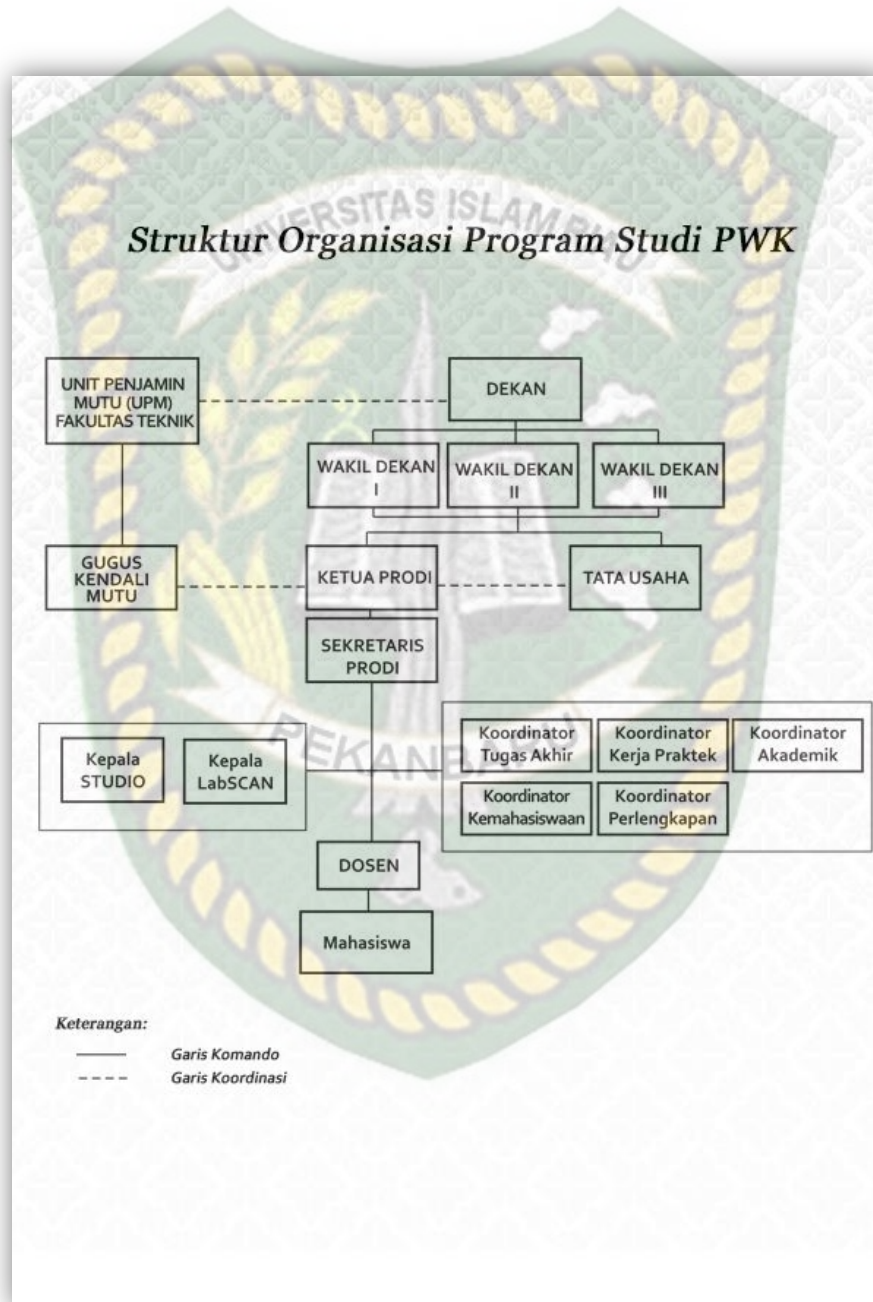 UNIVERSITAS ISLAM RIAU
Struktur Organisasi Program Studi PWK
UNIT PENJAMIN
MUTU (UPM)
FAKULTAS TEKNIK
DEKAN
WAKIL DEKAN
I
WAKIL DEKAN
II
WAKIL DEKAN
III
GUGUS
KENDALI
MUTU
KETUA PRODI
TATA USAHA
SEKRETARIS
PRODI
PEKANBARU
Kepala
STUDIO
Kepala
LabSCAN
Koordinator
Tugas Akhir
Koordinator
Kerja Praktek
Koordinator
Akademik
Koordinator
Kemahasiswaan
Koordinator
Perlengkapan
DOSEN
Mahasiswa
Keterangan:
Garis Komando
Garis Koordinasi